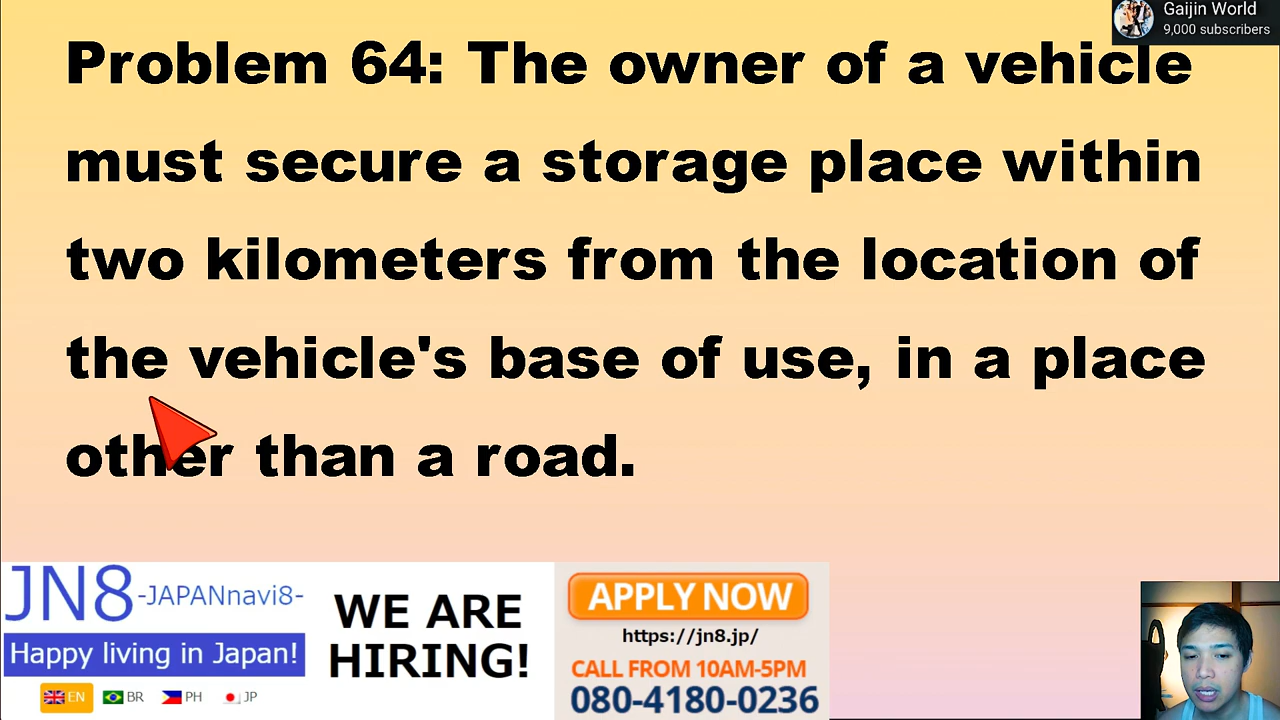 Gaijin World
9,000 subscribers
Problem 64: The owner of a vehicle
must secure a storage place within
two kilometers from the location of
the vehicle's base of use, in a place
other than a road.
JN8 -JAPANnavi8-
Happy living in Japan!
EN BR PH JP
WE ARE
HIRING!
APPLY NOW
https://jn8.jp/
CALL FROM 10AM-5PM
080-4180-0236